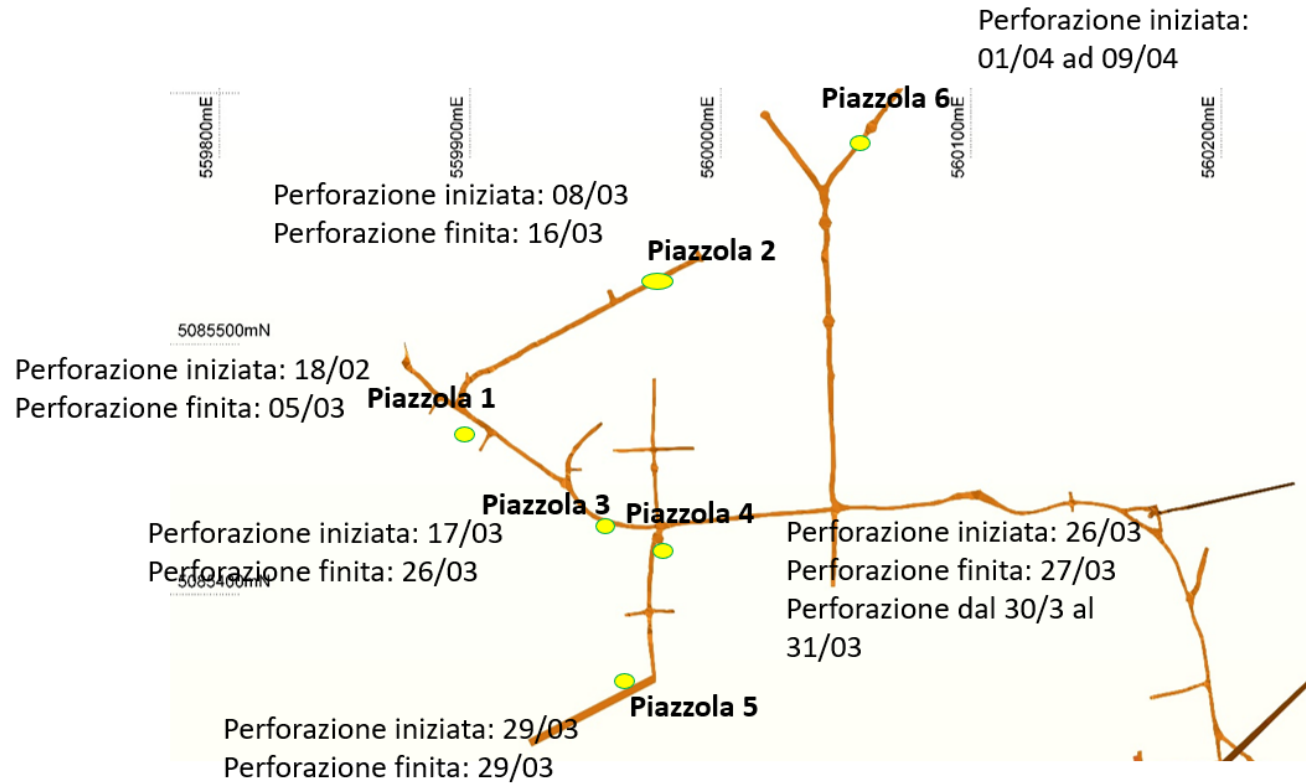 Perforazione iniziata:
01/04 ad 09/04
Piazzola 6
559800mE
559900mE
560000mE
560100mE
560200mE
Perforazione iniziata: 08/03
Perforazione finita: 16/03
Piazzola 2
5085500mN
Perforazione iniziata: 18/02
Perforazione finita: 05/03
Piazzola 1
Piazzola 3
Piazzola 4
Perforazione iniziata: 17/03
Perforazione finita: 26/03
5085400mN
Perforazione iniziata: 26/03
Perforazione finita: 27/03
Perforazione dal 30/3 al
31/03
Piazzola 5
Perforazione iniziata: 29/03
Perforazione finita: 29/03